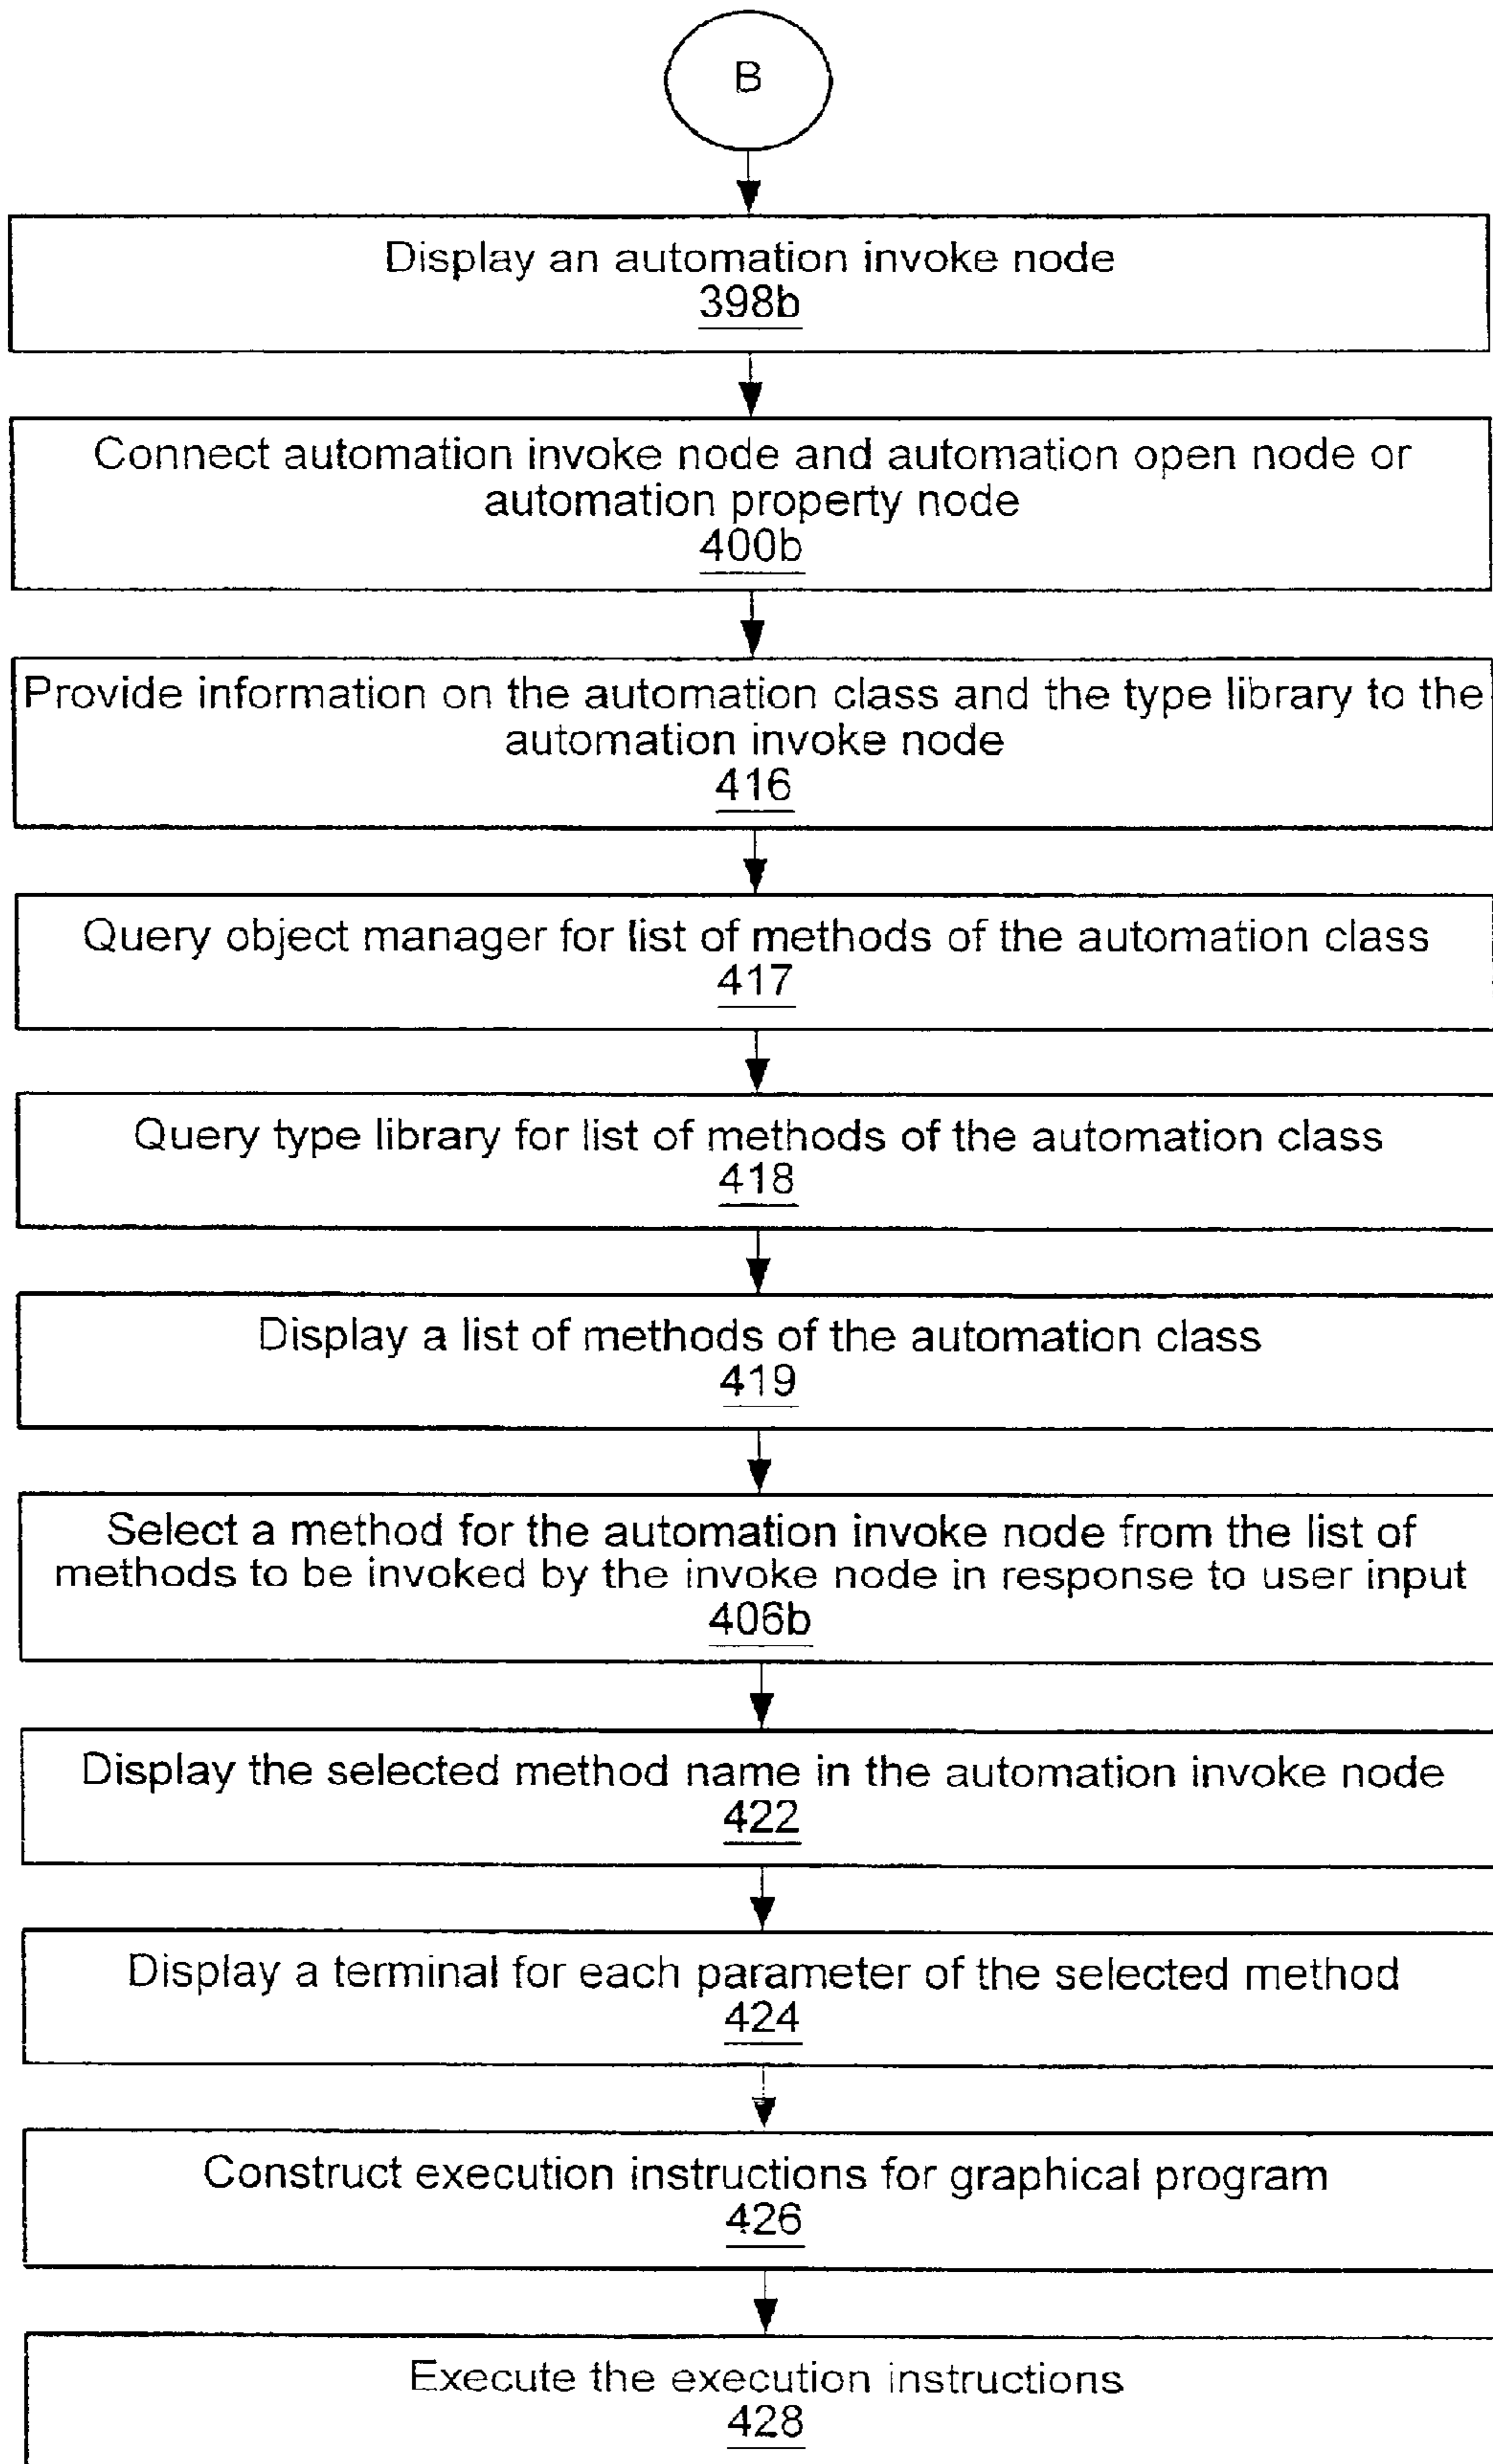 B
Display an automation invoke node
398b
Connect automation invoke node and automation open node or
automation property node
400b
Provide information on the automation class and the type library to the
automation invoke node
416
Query object manager for list of methods of the automation class
417
Query type library for list of methods of the automation class
418
Display a list of methods of the automation class
419
Select a method for the automation invoke node from the list of
methods to be invoked by the invoke node in response to user input
406b
Display the selected method name in the automation invoke node
422
Display a terminal for each parameter of the selected method
424
Construct execution instructions for graphical program
426
Execute the execution instructions
428